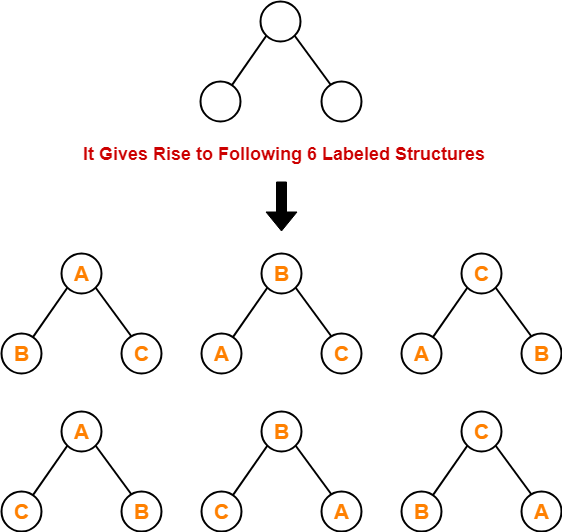 It Gives Rise to Following 6 Labeled Structures
A B C
B C A C A B
A B C
C B C A B A